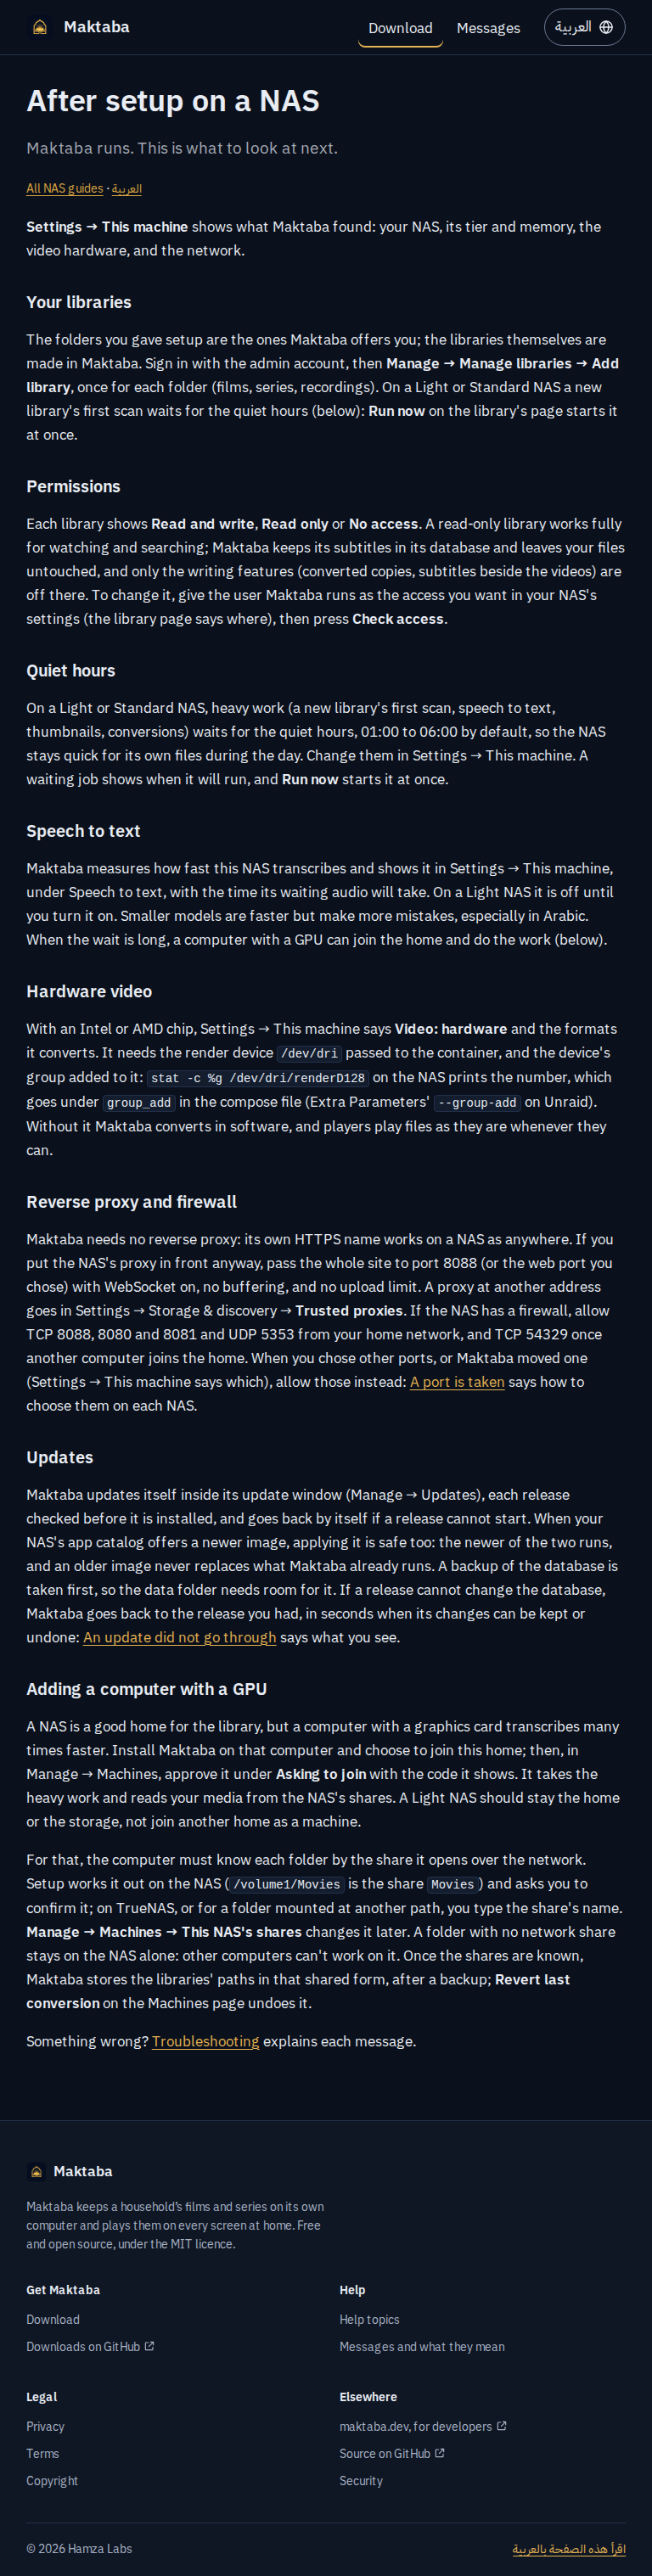 Maktaba
Download
Messages
العربية
After setup on a NAS
Maktaba runs. This is what to look at next.
All NAS guides · العربية
Settings → This machine shows what Maktaba found: your NAS, its tier and memory, the
video hardware, and the network.
Your libraries
The folders you gave setup are the ones Maktaba offers you; the libraries themselves are
made in Maktaba. Sign in with the admin account, then Manage → Manage libraries → Add
library, once for each folder (films, series, recordings). On a Light or Standard NAS a new
library's first scan waits for the quiet hours (below): Run now on the library's page starts it
at once.
Permissions
Each library shows Read and write, Read only or No access. A read-only library works fully
for watching and searching; Maktaba keeps its subtitles in its database and leaves your files
untouched, and only the writing features (converted copies, subtitles beside the videos) are
off there. To change it, give the user Maktaba runs as the access you want in your NAS's
settings (the library page says where), then press Check access.
Quiet hours
On a Light or Standard NAS, heavy work (a new library's first scan, speech to text,
thumbnails, conversions) waits for the quiet hours, 01:00 to 06:00 by default, so the NAS
stays quick for its own files during the day. Change them in Settings → This machine. A
waiting job shows when it will run, and Run now starts it at once.
Speech to text
Maktaba measures how fast this NAS transcribes and shows it in Settings → This machine,
under Speech to text, with the time its waiting audio will take. On a Light NAS it is off until
you turn it on. Smaller models are faster but make more mistakes, especially in Arabic.
When the wait is long, a computer with a GPU can join the home and do the work (below).
Hardware video
With an Intel or AMD chip, Settings → This machine says Video: hardware and the formats
it converts. It needs the render device /dev/dri passed to the container, and the device's
group added to it: stat -c %g /dev/dri/renderD128 on the NAS prints the number, which
goes under group_add in the compose file (Extra Parameters' --group-add on Unraid).
Without it Maktaba converts in software, and players play files as they are whenever they
can.
Reverse proxy and firewall
Maktaba needs no reverse proxy: its own HTTPS name works on a NAS as anywhere. If you
put the NAS's proxy in front anyway, pass the whole site to port 8088 (or the web port you
chose) with WebSocket on, no buffering, and no upload limit. A proxy at another address
goes in Settings → Storage & discovery → Trusted proxies. If the NAS has a firewall, allow
TCP 8088, 8080 and 8081 and UDP 5353 from your home network, and TCP 54329 once
another computer joins the home. When you chose other ports, or Maktaba moved one
(Settings → This machine says which), allow those instead: A port is taken says how to
choose them on each NAS.
Updates
Maktaba updates itself inside its update window (Manage → Updates), each release
checked before it is installed, and goes back by itself if a release cannot start. When your
NAS's app catalog offers a newer image, applying it is safe too: the newer of the two runs,
and an older image never replaces what Maktaba already runs. A backup of the database is
taken first, so the data folder needs room for it. If a release cannot change the database,
Maktaba goes back to the release you had, in seconds when its changes can be kept or
undone: An update did not go through says what you see.
Adding a computer with a GPU
A NAS is a good home for the library, but a computer with a graphics card transcribes many
times faster. Install Maktaba on that computer and choose to join this home; then, in
Manage → Machines, approve it under Asking to join with the code it shows. It takes the
heavy work and reads your media from the NAS's shares. A Light NAS should stay the home
or the storage, not join another home as a machine.
For that, the computer must know each folder by the share it opens over the network.
Setup works it out on the NAS (/volume1/Movies is the share Movies) and asks you to
confirm it; on TrueNAS, or for a folder mounted at another path, you type the share's name.
Manage → Machines → This NAS's shares changes it later. A folder with no network share
stays on the NAS alone: other computers can't work on it. Once the shares are known,
Maktaba stores the libraries' paths in that shared form, after a backup; Revert last
conversion on the Machines page undoes it.
Something wrong? Troubleshooting explains each message.
Maktaba
Maktaba keeps a household's films and series on its own
computer and plays them on every screen at home. Free
and open source, under the MIT licence.
Get Maktaba
Download
Downloads on GitHub
Help
Help topics
Messages and what they mean
Legal
Privacy
Terms
Copyright
Elsewhere
maktaba.dev, for developers
Source on GitHub
Security
© 2026 Hamza Labs
اقرأ هذه الصفحة بالعربية